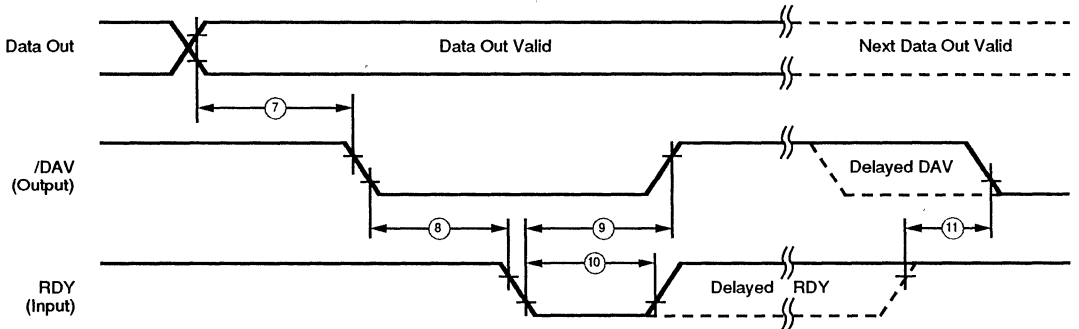 Data Out
Data Out Valid
Next Data Out Valid
7
/DAV
(Output)
Delayed DAV
8
9
11
10
RDY
(Input)
Delayed RDY